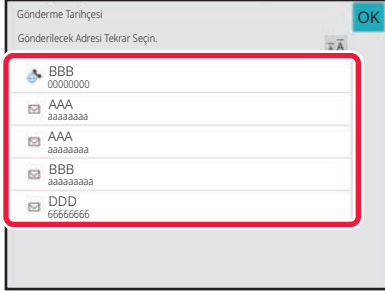 Gönderme Tarihçesi
OK
Gönderilecek Adresi Tekrar Seçin.
A A
BBB
00000000
AAA
aaaaaaaa
AAA
aaaaaaaa
BBB
aaaaaaaaa
DDD
66666666